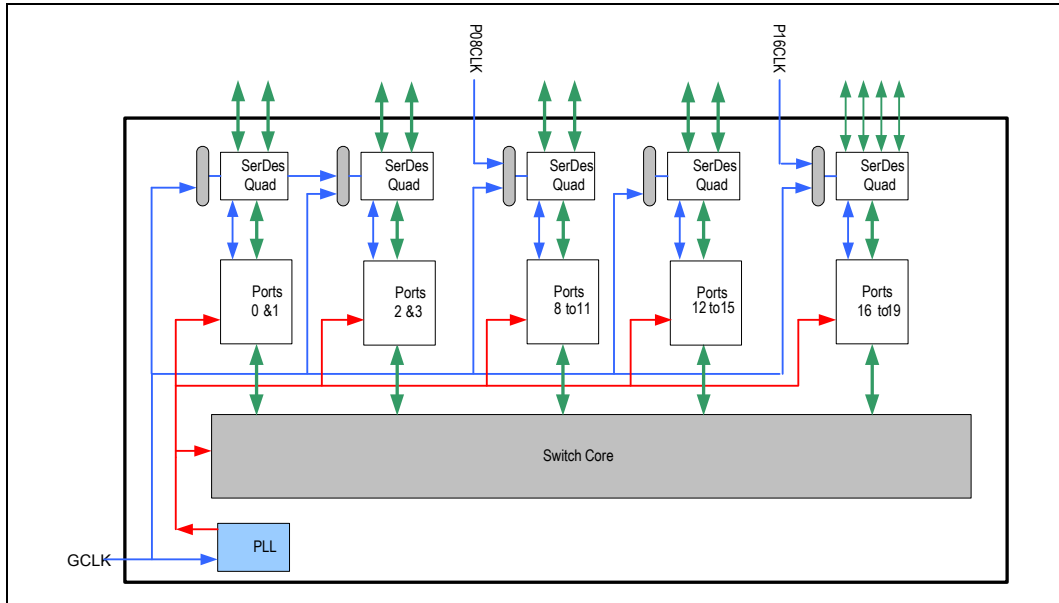 P08CLK
P16CLK
SerDes
Quad
SerDes
Quad
SerDes
Quad
SerDes
Quad
SerDes
Quad
Ports
0 &1
Ports
2 &3
Ports
8 to11
Ports
12 to15
Ports
16 to19
Switch Core
PLL
GCLK